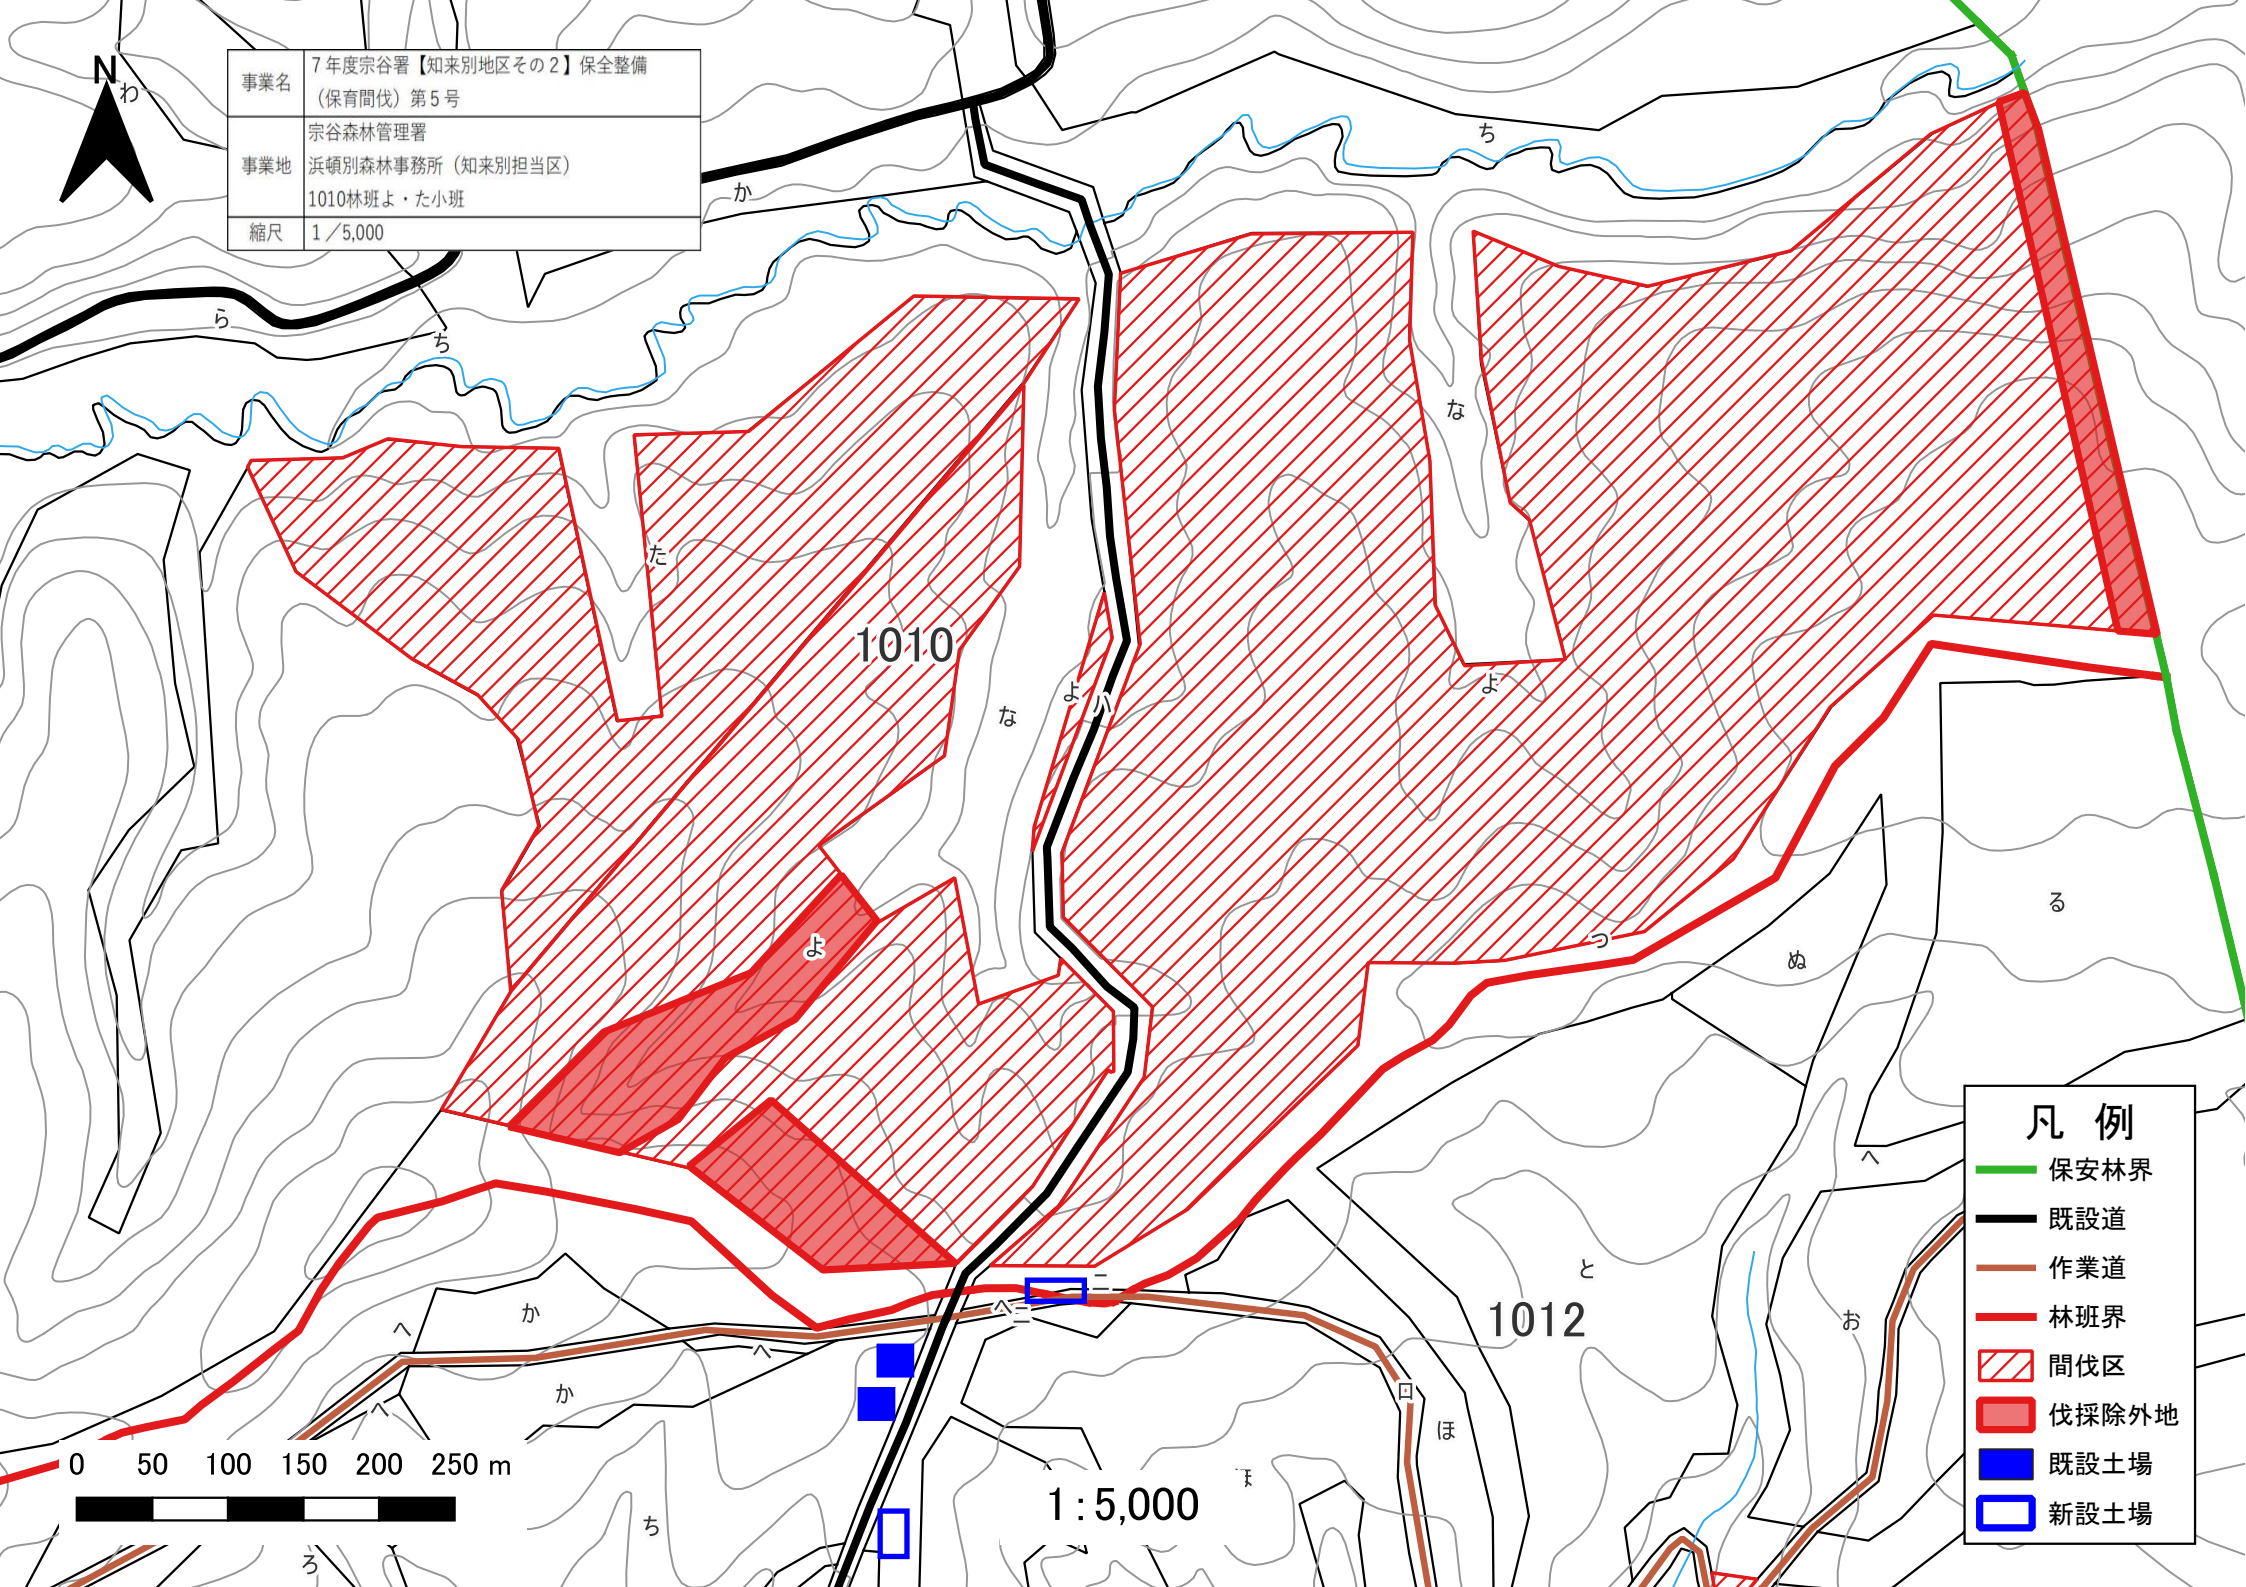 N
わ
事業名
７年度宗谷署【知来別地区その２】保全整備
（保育間伐）第５号
事業地
宗谷森林管理署
浜頓別森林事務所（知来別担当区）
1010林班よ・た小班
縮尺
１／5,000
か
ち
ら
ち
な
た
1010
よ
ハ
な
よ
よ
つ
る
ぬ
へ
ニ
ヘ
ニ
と
1012
お
か
へ
へ
か
へ
ロ
ほ
ほ
ち
ろ
0 50 100 150 200 250 m
1:5,000
凡 例
保安林界
既設道
作業道
林班界
間伐区
伐採除外地
既設土場
新設土場